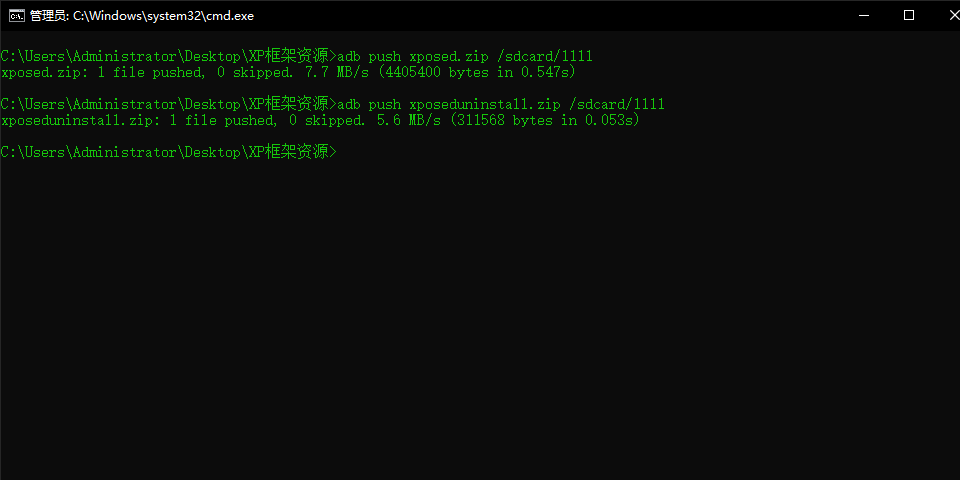 管理员: C:\Windows\system32\cmd.exe
C:\Users\Administrator\Desktop\XP框架资源>adb push xposed.zip /sdcard/1111
xposed.zip: 1 file pushed, 0 skipped. 7.7 MB/s (4405400 bytes in 0.547s)
C:\Users\Administrator\Desktop\XP框架资源>adb push xposeduninstall.zip /sdcard/1111
xposeduninstall.zip: 1 file pushed, 0 skipped. 5.6 MB/s (311568 bytes in 0.053s)
C:\Users\Administrator\Desktop\XP框架资源>